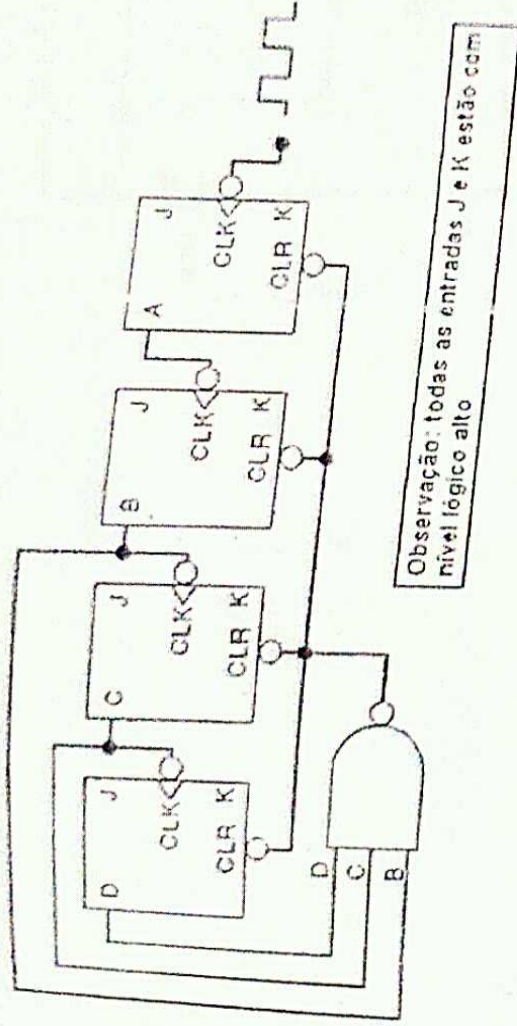 D
J
CLK
CLR
K
C
J
CLK
CLR
K
B
J
CLK
CLR
K
A
J
CLK
CLR
K
D
C
B
Observação: todas as entradas J e K estão com
nível lógico alto